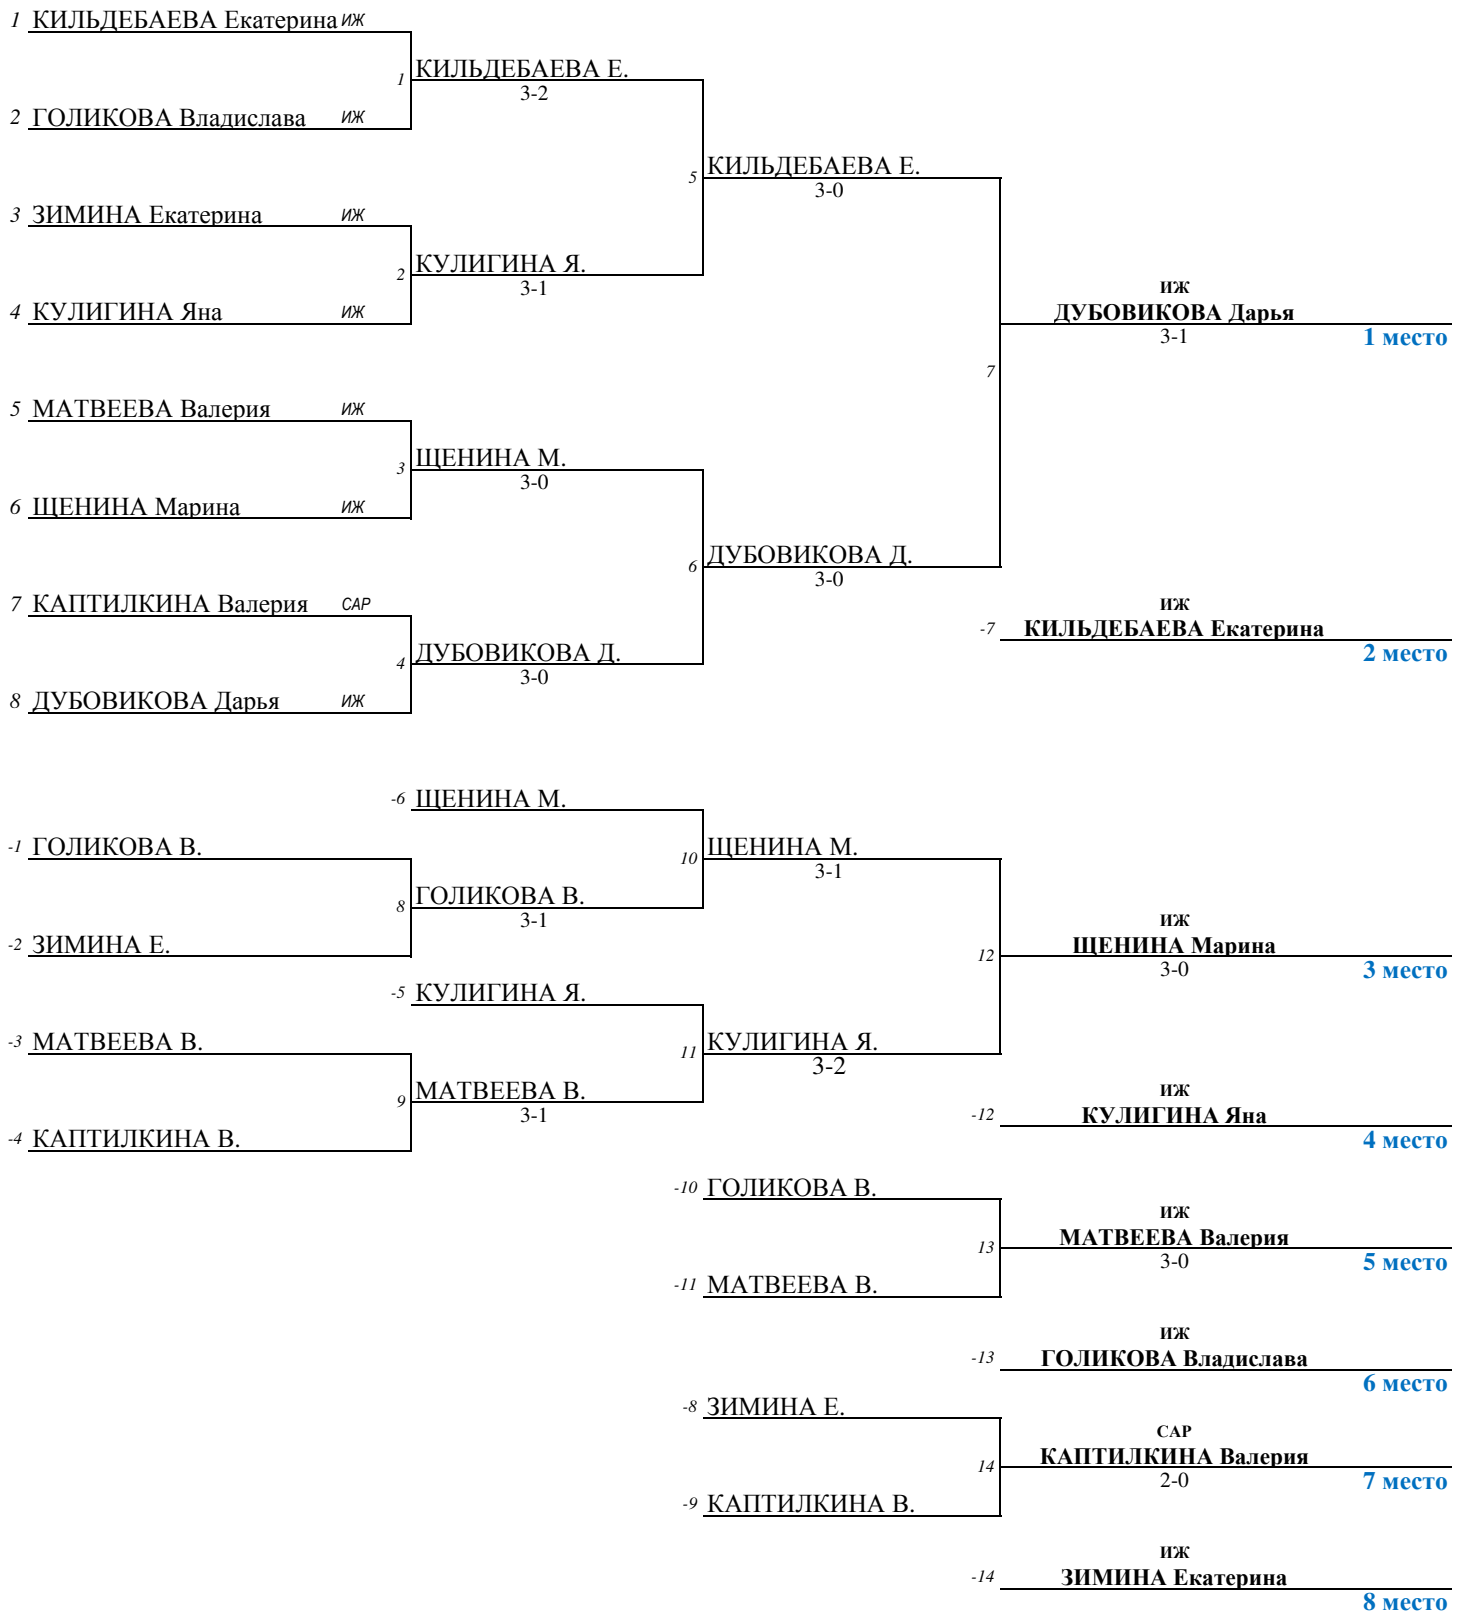 1 КИЛЬДЕБАЕВА Екатерина ИЖ
1 КИЛЬДЕБАЕВА Е.
3-2
2 ГОЛИКОВА Владислава ИЖ
5 КИЛЬДЕБАЕВА Е.
3-0
3 ЗИМИНА Екатерина ИЖ
2 КУЛИГИНА Я.
3-1
4 КУЛИГИНА Яна ИЖ
ИЖ
ДУБОВИКОВА Дарья
3-1 1 место
7
5 МАТВЕЕВА Валерия ИЖ
3 ЩЕНИНА М.
3-0
6 ЩЕНИНА Марина ИЖ
6 ДУБОВИКОВА Д.
3-0
7 КАПТИЛКИНА Валерия САР
ИЖ
-7 КИЛЬДЕБАЕВА Екатерина
2 место
4 ДУБОВИКОВА Д.
3-0
8 ДУБОВИКОВА Дарья ИЖ
-6 ЩЕНИНА М.
-1 ГОЛИКОВА В.
10 ЩЕНИНА М.
3-1
8 ГОЛИКОВА В.
3-1
-2 ЗИМИНА Е.
ИЖ
12 ЩЕНИНА Марина
3-0 3 место
-5 КУЛИГИНА Я.
-3 МАТВЕЕВА В.
11 КУЛИГИНА Я.
3-2
9 МАТВЕЕВА В.
3-1
-4 КАПТИЛКИНА В.
ИЖ
-12 КУЛИГИНА Яна
4 место
-10 ГОЛИКОВА В.
ИЖ
13 МАТВЕЕВА Валерия
3-0 5 место
-11 МАТВЕЕВА В.
ИЖ
-13 ГОЛИКОВА Владислава
6 место
-8 ЗИМИНА Е.
САР
14 КАПТИЛКИНА Валерия
2-0 7 место
-9 КАПТИЛКИНА В.
ИЖ
-14 ЗИМИНА Екатерина
8 место